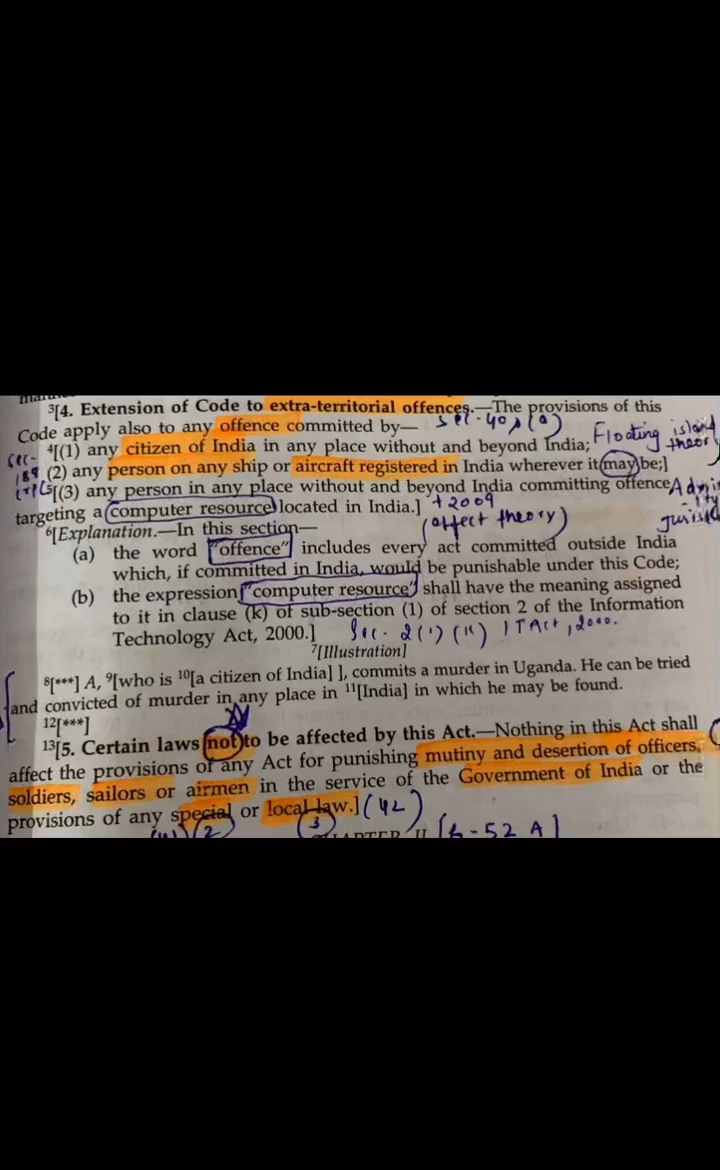 ³[4. Extension of Code to extra-territorial offences.—The provisions of this
Code apply also to any offence committed by— Sec-40, (a)
⁴[(1) any citizen of India in any place without and beyond India; Floating island theory
Sec-
188 (2) any person on any ship or aircraft registered in India wherever it may be;]
CrPC ⁵[(3) any person in any place without and beyond India committing offence
targeting a computer resource located in India.] + 2009
⁶[Explanation.—In this section— (affect theory)
(a) the word "offence" includes every act committed outside India
which, if committed in India, would be punishable under this Code;
(b) the expression "computer resource" shall have the meaning assigned
to it in clause (k) of sub-section (1) of section 2 of the Information
Technology Act, 2000.] Sec- 2(1)(k) IT Act, 2000.
⁷[Illustration]
⁸[***] A, ⁹[who is ¹⁰[a citizen of India] ], commits a murder in Uganda. He can be tried
and convicted of murder in any place in ¹¹[India] in which he may be found.
¹²[***]
¹³[5. Certain laws not to be affected by this Act.—Nothing in this Act shall
affect the provisions of any Act for punishing mutiny and desertion of officers,
soldiers, sailors or airmen in the service of the Government of India or the
provisions of any special or local law.] (42)
(41) (2) (3) CHAPTER II [6-52 A]